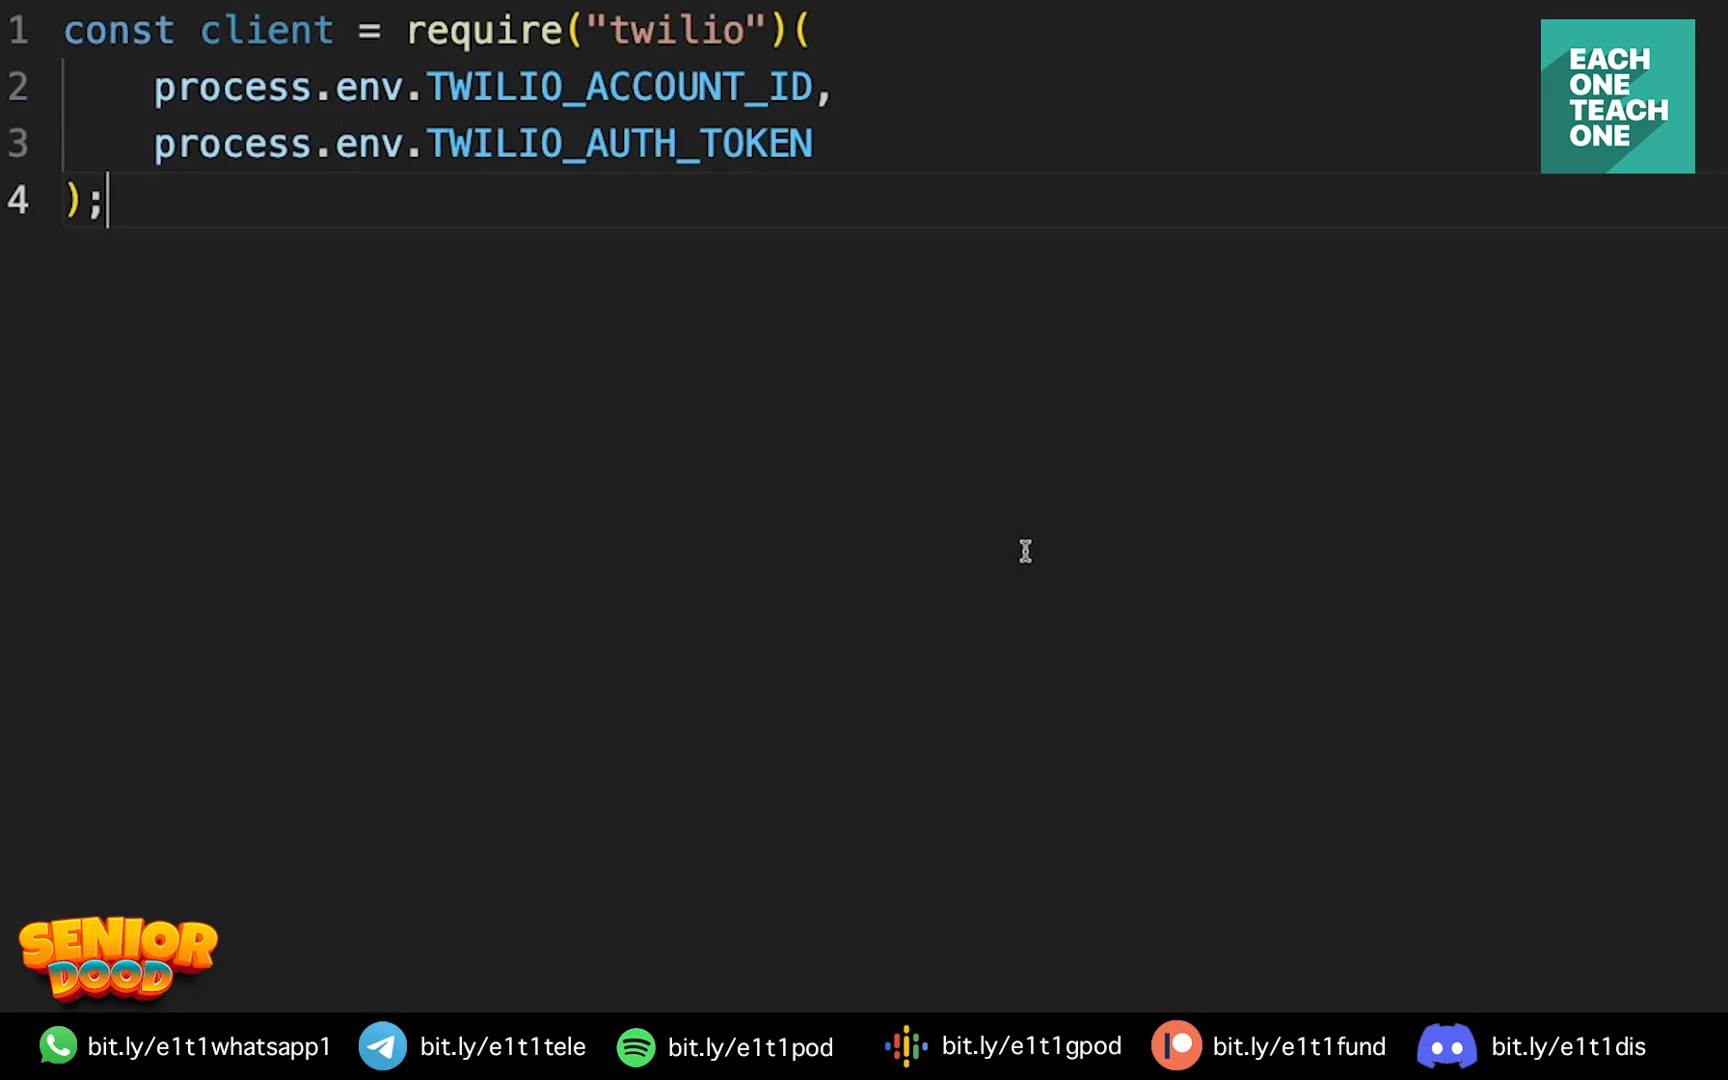 1 const client = require("twilio")(
2 process.env.TWILIO_ACCOUNT_ID,
3 process.env.TWILIO_AUTH_TOKEN
4 );
EACH
ONE
TEACH
ONE
SENIOR
DOOD
bit.ly/e1t1whatsapp1 bit.ly/e1t1tele bit.ly/e1t1pod bit.ly/e1t1gpod bit.ly/e1t1fund bit.ly/e1t1dis